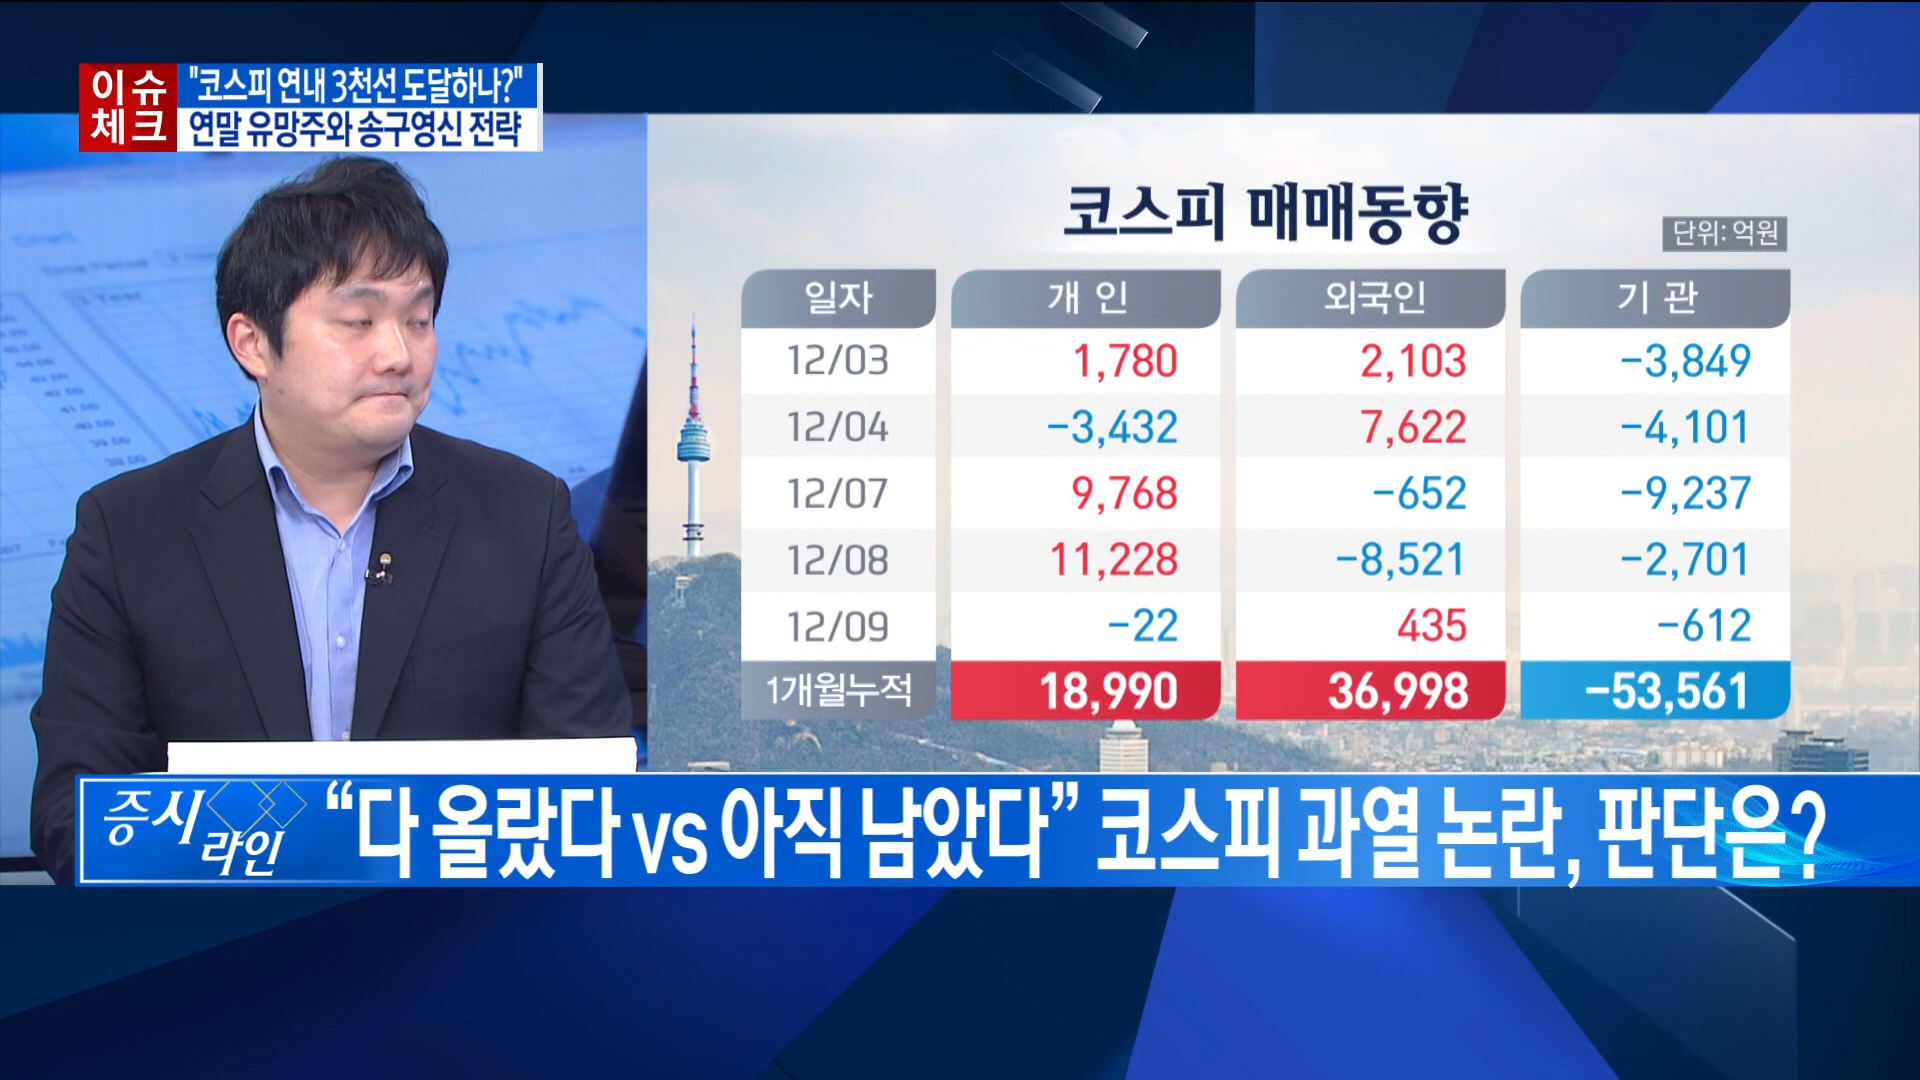 이슈
체크
"코스피 연내 3천선 도달하나?"
연말 유망주와 송구영신 전략
코스피 매매동향
단위: 억원
일자 개 인 외국인 기 관
12/03 1,780 2,103 -3,849
12/04 -3,432 7,622 -4,101
12/07 9,768 -652 -9,237
12/08 11,228 -8,521 -2,701
12/09 -22 435 -612
1개월누적 18,990 36,998 -53,561
증시
라인
“다 올랐다 vs 아직 남았다” 코스피 과열 논란, 판단은?